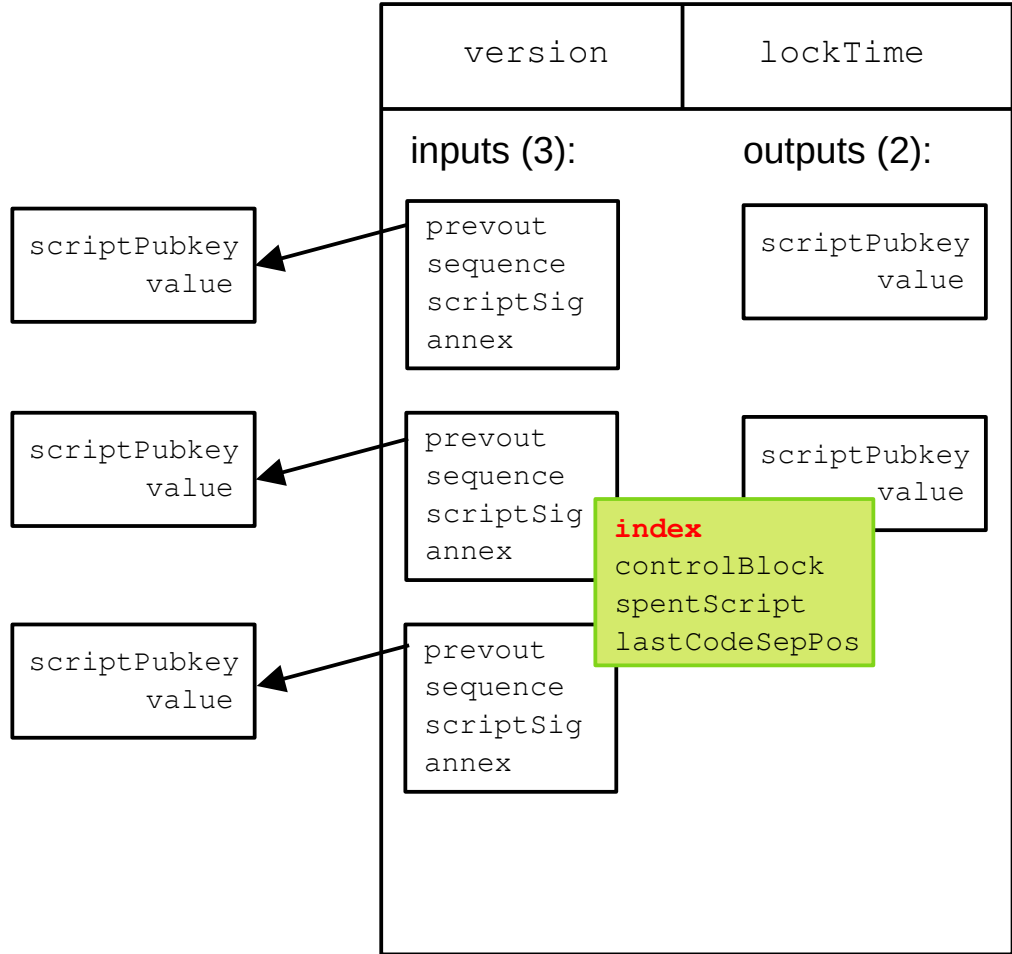 version
lockTime
inputs (3):
outputs (2):
scriptPubkey
value
prevout
sequence
scriptSig
annex
scriptPubkey
value
scriptPubkey
value
prevout
sequence
scriptSig
annex
scriptPubkey
value
index
controlBlock
spentScript
lastCodeSepPos
scriptPubkey
value
prevout
sequence
scriptSig
annex